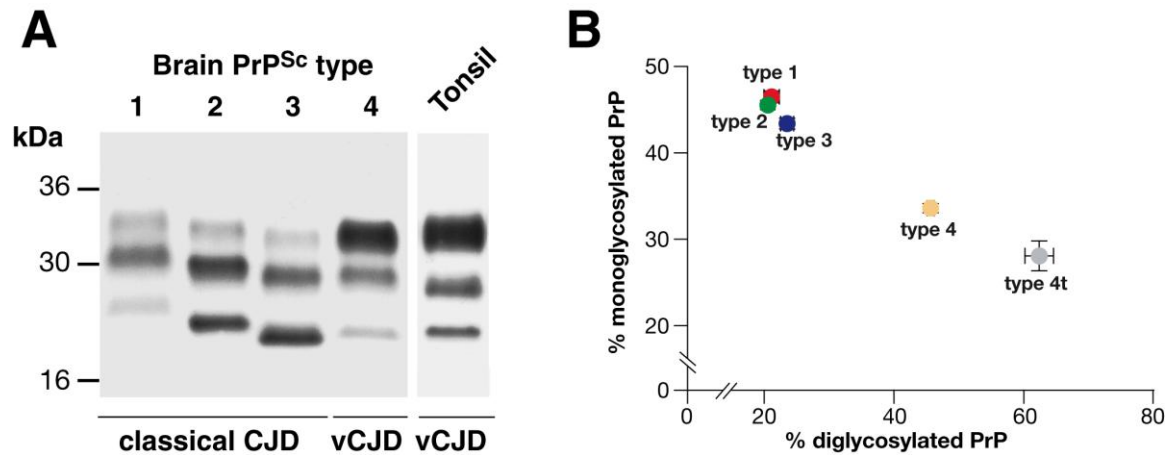 A
Brain PrPSc type
1 2 3 4 Tonsil
kDa
36
30
16
classical CJD vCJD vCJD
B
% monoglycosylated PrP
50
40
30
20
0
type 1
type 2
type 3
type 4
type 4t
0 20 40 60 80
% diglycosylated PrP